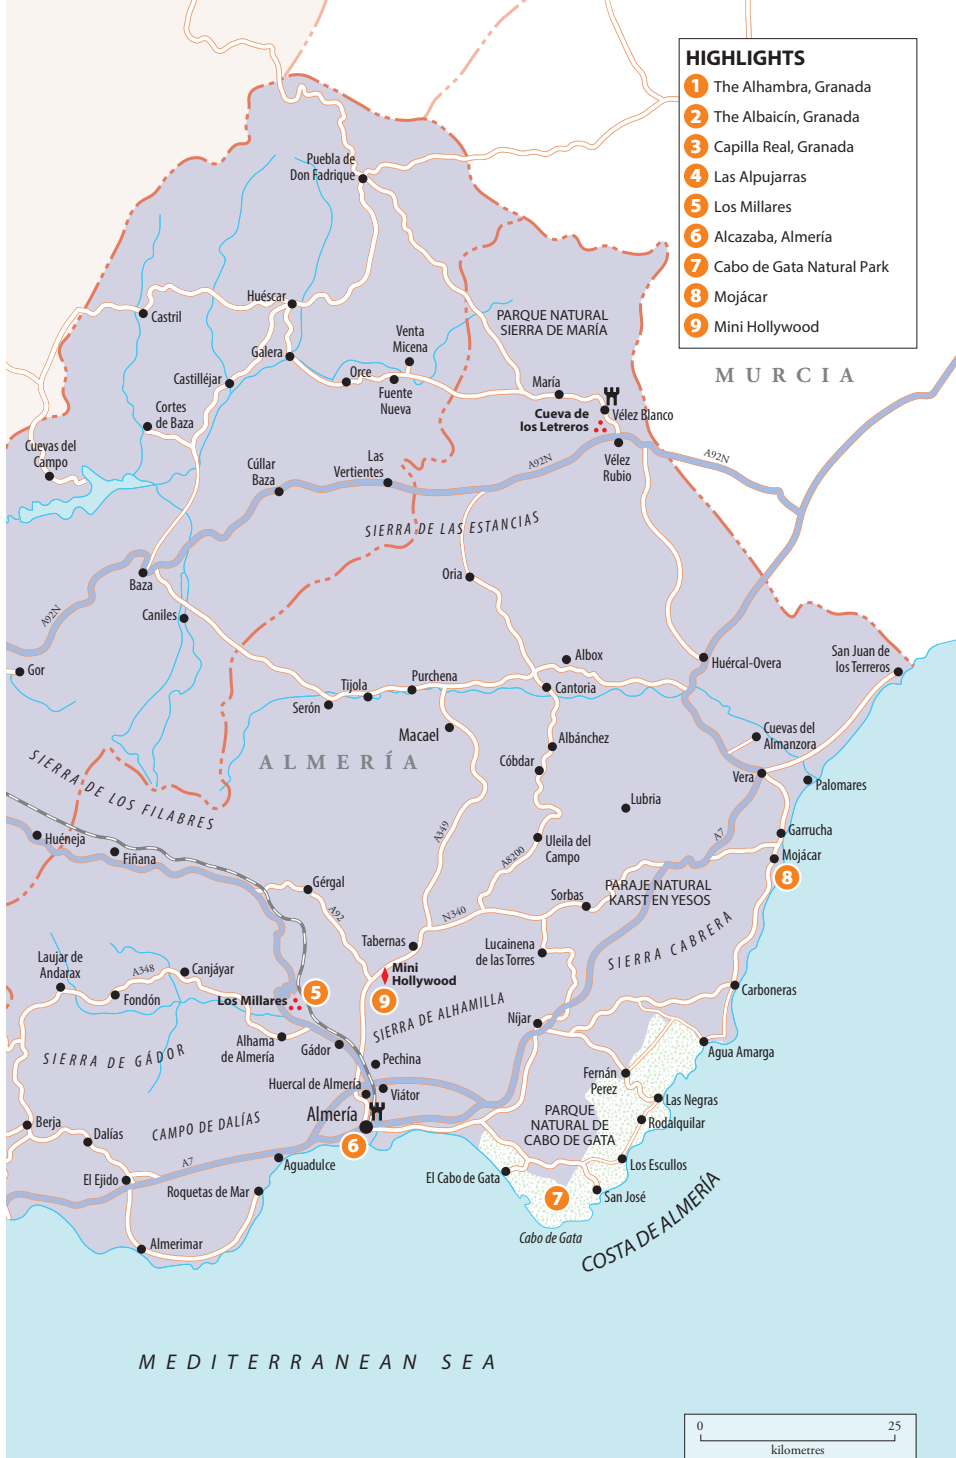 HIGHLIGHTS
1 The Alhambra, Granada
2 The Albaicín, Granada
3 Capilla Real, Granada
4 Las Alpujarras
5 Los Millares
6 Alcazaba, Almería
7 Cabo de Gata Natural Park
8 Mojácar
9 Mini Hollywood
Puebla de
Don Fadrique
Huéscar
Castril
PARQUE NATURAL
SIERRA DE MARÍA
Venta
Micena
Galera
Orce
Fuente
Nueva
Castilléjar
María
MURCIA
Cortes
de Baza
Cueva de
los Letreros
Vélez Blanco
Cuevas del
Campo
Vélez
Rubio
A92N
A92N
Cúllar
Baza
Las
Vertientes
SIERRA DE LAS ESTANCIAS
Baza
Oria
A92N
Caniles
Gor
Albox
Huércal-Overa
San Juan de
los Terreros
Tijola
Purchena
Cantoria
Serón
Macael
ALMERÍA
Albánchez
Cuevas del
Almanzora
Códbar
Vera
Palomares
SIERRA DE LOS FILABRES
Lubria
Huéneja
Fiñana
A349
A8200
Uleila del
Campo
A7
Garrucha
Mojácar
8
Gérgal
A92
N340
Sorbas
PARAJE NATURAL
KARST EN YESOS
Tabernas
Lucainena
de las Torres
SIERRA CABRERA
Laujar de
Andarax
A348
Canjáyar
Mini
Hollywood
9
Fondón
Los Millares
5
Carboneras
SIERRA DE ALHAMILLA
Níjar
Alhama
de Almería
Gádor
Agua Amarga
SIERRA DE GÁDOR
Pechina
Fernán
Perez
Huercal de Almería
Viátor
Las Negras
Almería
6
PARQUE
NATURAL DE
CABO DE GATA
Rodalquilar
Berja
Dalías
CAMPO DE DALÍAS
Los Escullos
A7
Aguadulce
El Ejido
Roquetas de Mar
El Cabo de Gata
7
San José
Cabo de Gata
COSTA DE ALMERÍA
Almerimar
MEDITERRANEAN SEA
0 25
kilometres